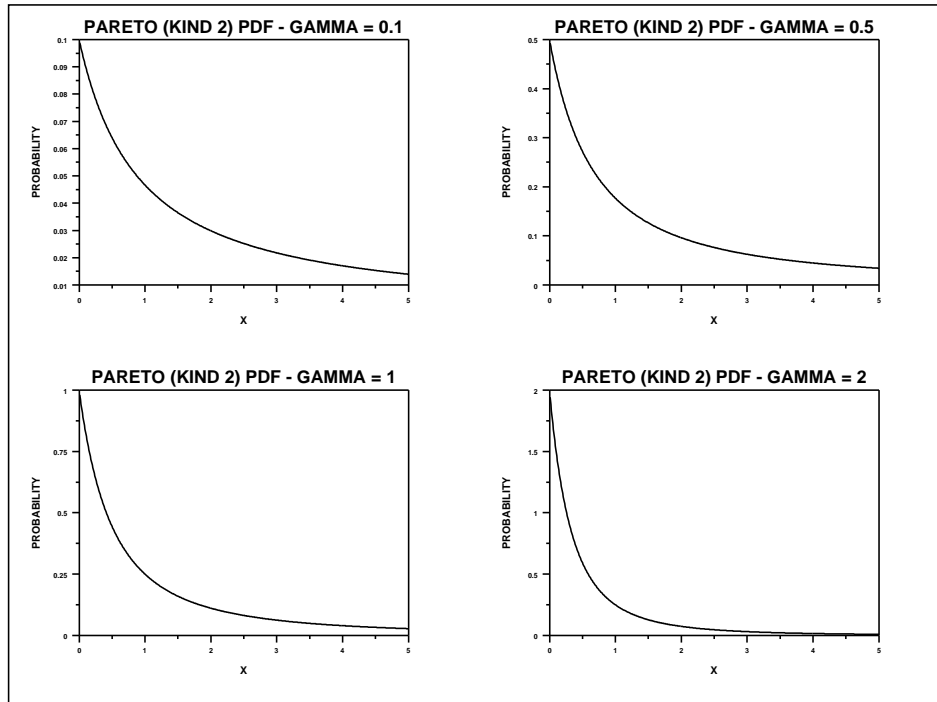 PARETO (KIND 2) PDF - GAMMA = 0.1
0.1
0.09
0.08
0.07
0.06
0.05
0.04
0.03
0.02
0.01
PROBABILITY
0 1 2 3 4 5
X
PARETO (KIND 2) PDF - GAMMA = 0.5
0.5
0.4
0.3
0.2
0.1
0
PROBABILITY
0 1 2 3 4 5
X
PARETO (KIND 2) PDF - GAMMA = 1
1
0.75
0.5
0.25
0
PROBABILITY
0 1 2 3 4 5
X
PARETO (KIND 2) PDF - GAMMA = 2
2
1.5
1
0.5
0
PROBABILITY
0 1 2 3 4 5
X